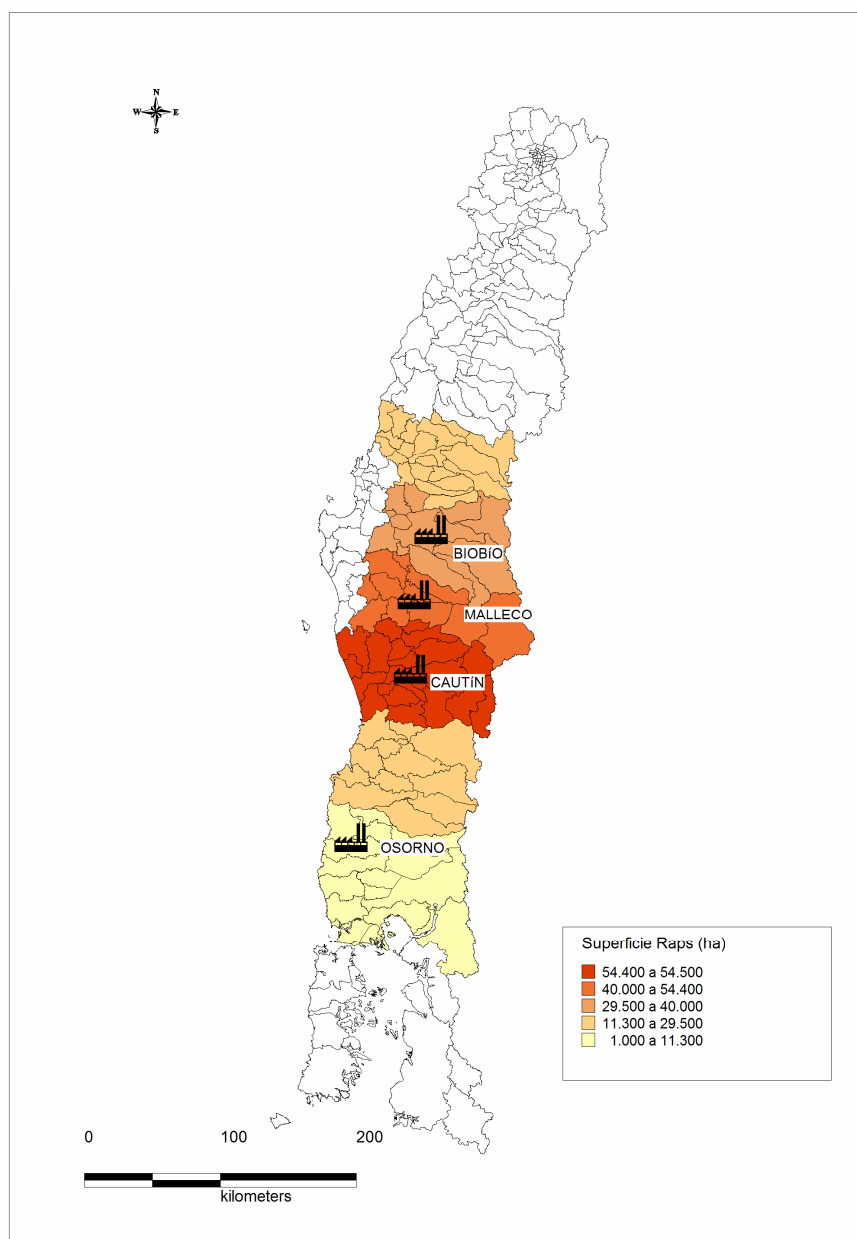 N
W E
S
BIOBíO
MALLECO
CAUTíN
OSORNO
Superficie Raps (ha)
54.400 a 54.500
40.000 a 54.400
29.500 a 40.000
11.300 a 29.500
1.000 a 11.300
0 100 200
kilometers